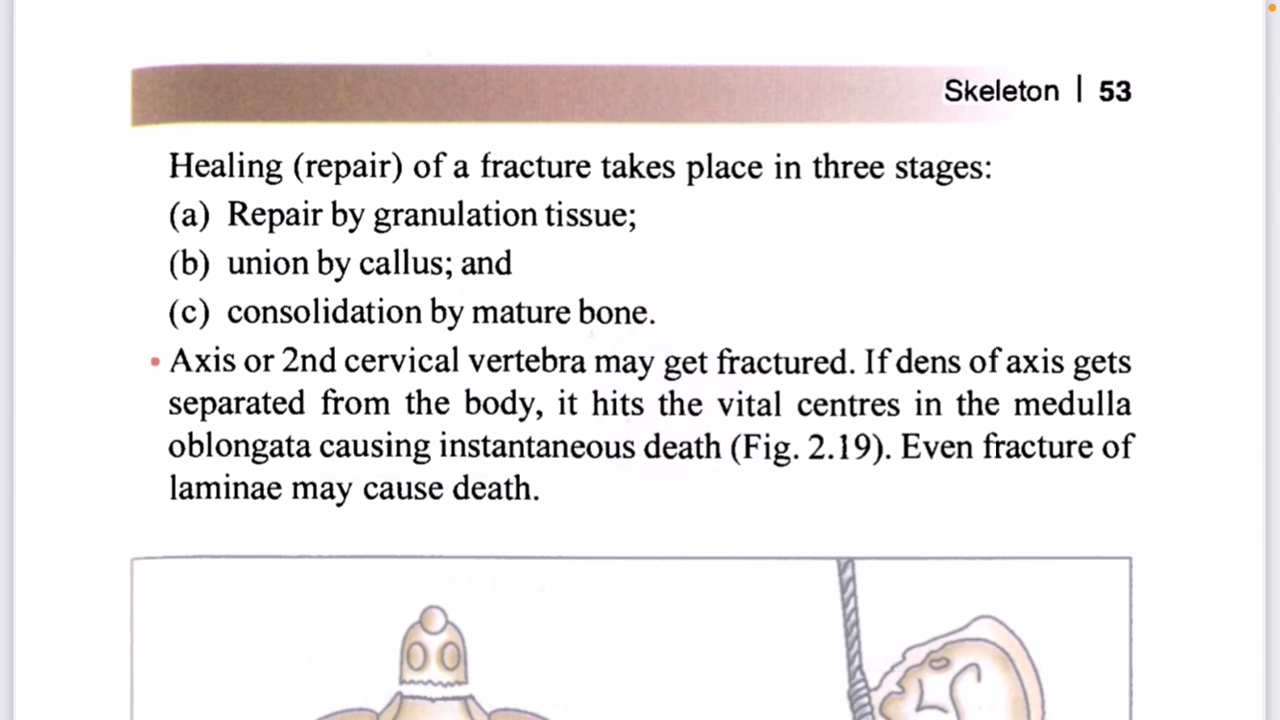 Skeleton | 53
Healing (repair) of a fracture takes place in three stages:
(a) Repair by granulation tissue;
(b) union by callus; and
(c) consolidation by mature bone.
• Axis or 2nd cervical vertebra may get fractured. If dens of axis gets
separated from the body, it hits the vital centres in the medulla
oblongata causing instantaneous death (Fig. 2.19). Even fracture of
laminae may cause death.